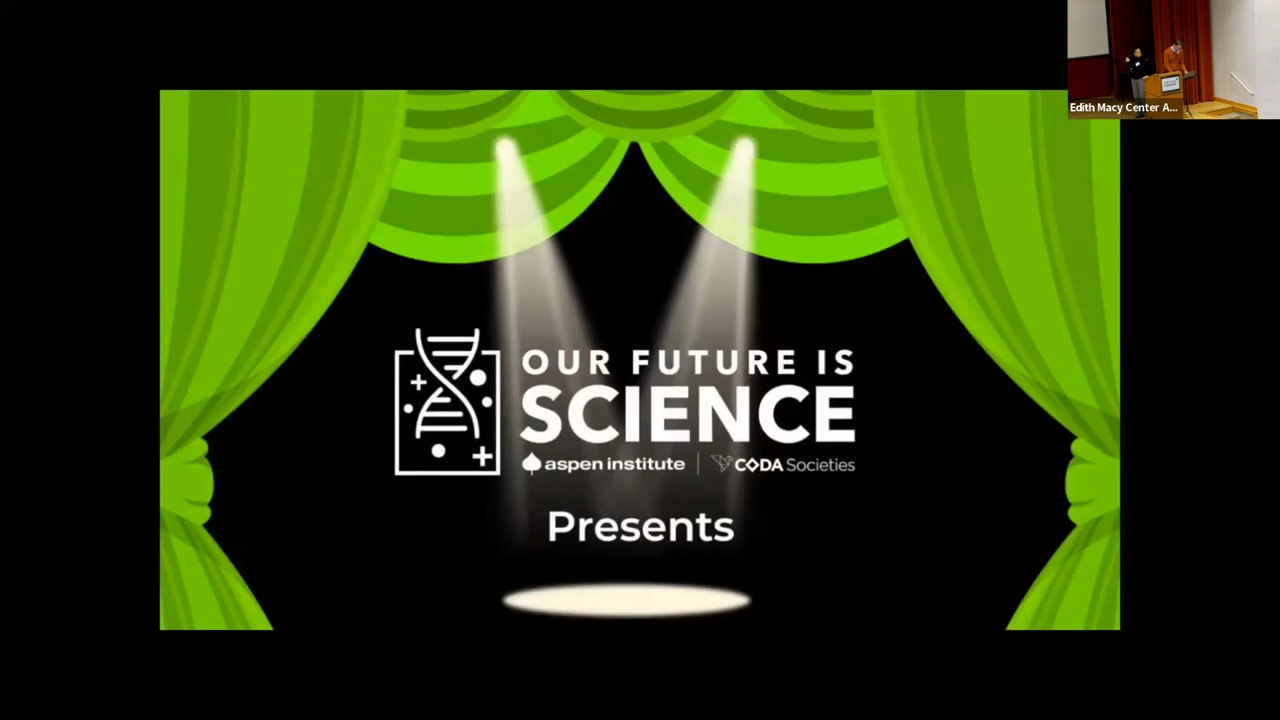 Edith Macy Center A...
OUR FUTURE IS
SCIENCE
aspen institute | CODA Societies
Presents